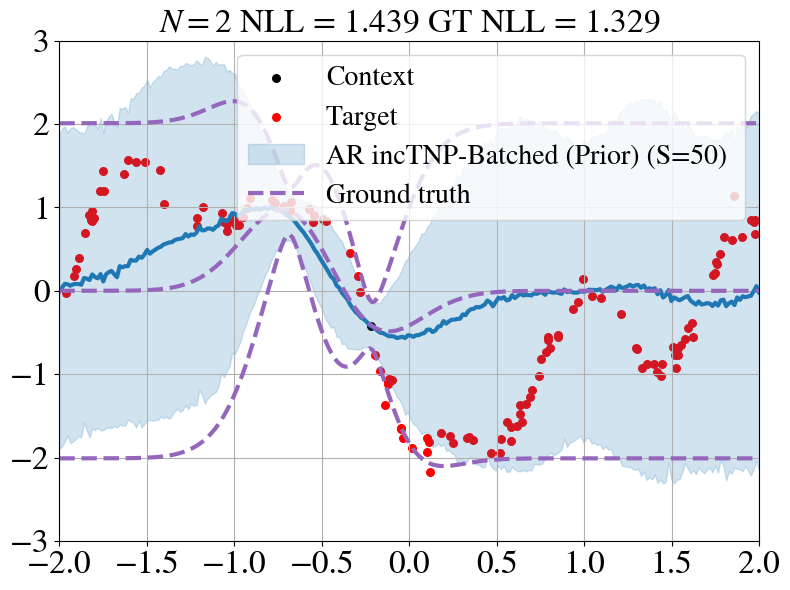 N = 2 NLL = 1.439 GT NLL = 1.329
3
2
1
0
−1
−2
−3
Context
Target
AR incTNP-Batched (Prior) (S=50)
Ground truth
−2.0 −1.5 −1.0 −0.5 0.0 0.5 1.0 1.5 2.0